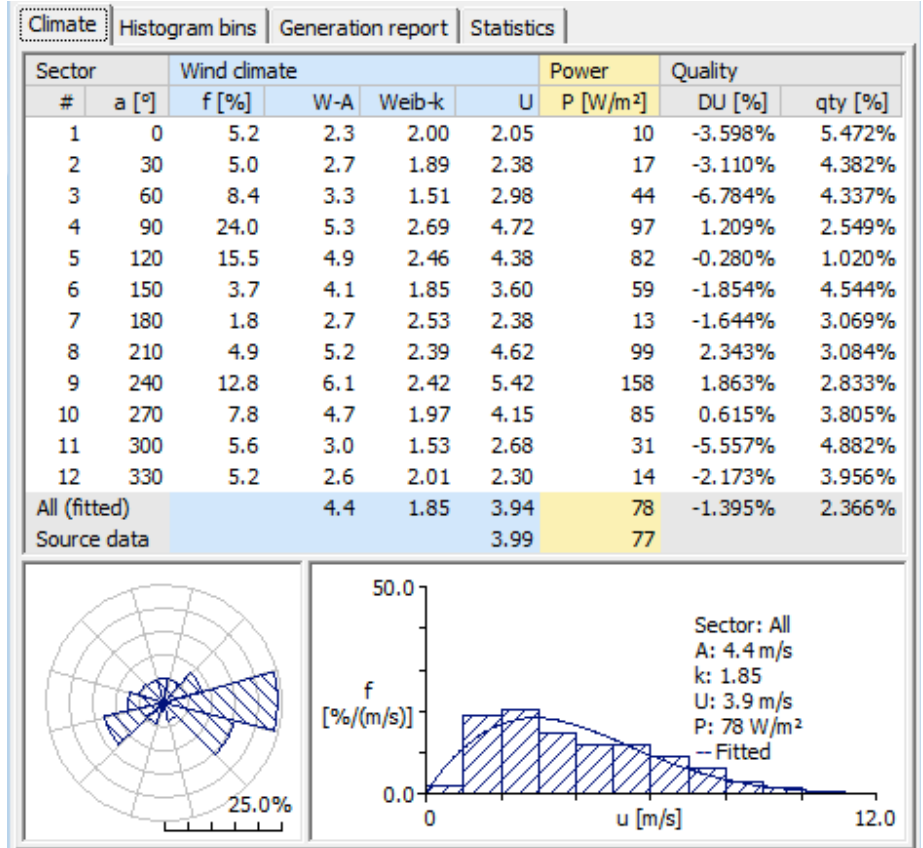 Climate Histogram bins Generation report Statistics
Sector Wind climate Power Quality
# a [°] f [%] W-A Weib-k U P [W/m²] DU [%] qty [%]
1 0 5.2 2.3 2.00 2.05 10 -3.598% 5.472%
2 30 5.0 2.7 1.89 2.38 17 -3.110% 4.382%
3 60 8.4 3.3 1.51 2.98 44 -6.784% 4.337%
4 90 24.0 5.3 2.69 4.72 97 1.209% 2.549%
5 120 15.5 4.9 2.46 4.38 82 -0.280% 1.020%
6 150 3.7 4.1 1.85 3.60 59 -1.854% 4.544%
7 180 1.8 2.7 2.53 2.38 13 -1.644% 3.069%
8 210 4.9 5.2 2.39 4.62 99 2.343% 3.084%
9 240 12.8 6.1 2.42 5.42 158 1.863% 2.833%
10 270 7.8 4.7 1.97 4.15 85 0.615% 3.805%
11 300 5.6 3.0 1.53 2.68 31 -5.557% 4.882%
12 330 5.2 2.6 2.01 2.30 14 -2.173% 3.956%
All (fitted) 4.4 1.85 3.94 78 -1.395% 2.366%
Source data 3.99 77
25.0%
50.0
f
[%/(m/s)]
0.0
0 u [m/s] 12.0
Sector: All
A: 4.4 m/s
k: 1.85
U: 3.9 m/s
P: 78 W/m²
Fitted